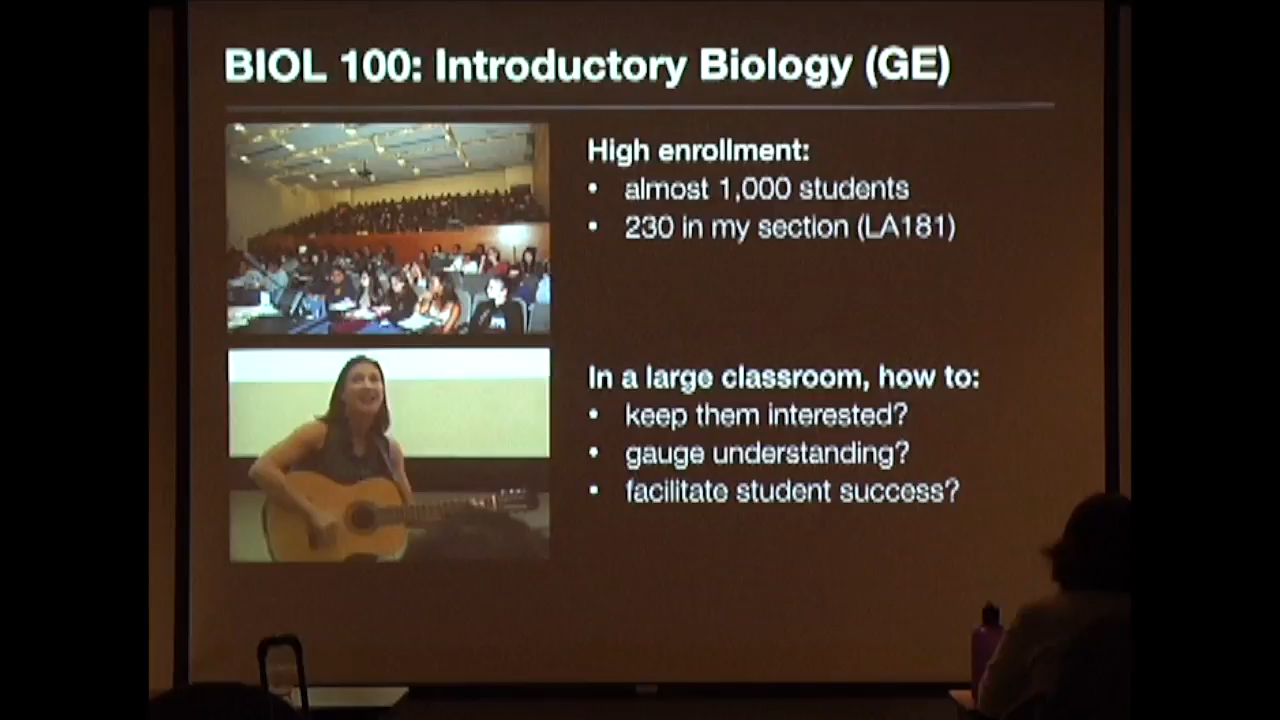 BIOL 100: Introductory Biology (GE)
High enrollment:
• almost 1,000 students
• 230 in my section (LA181)
In a large classroom, how to:
• keep them interested?
• gauge understanding?
• facilitate student success?